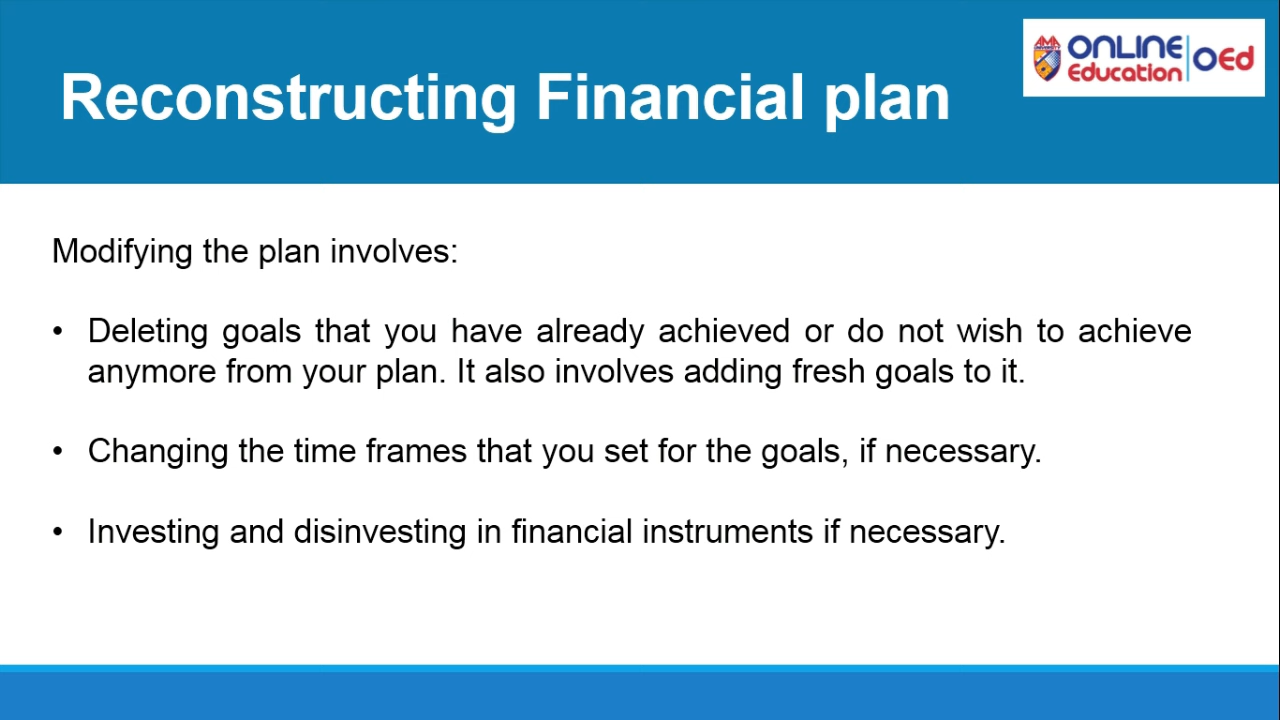 Reconstructing Financial plan
ONLINE
Education
OEd
Modifying the plan involves:
• Deleting goals that you have already achieved or do not wish to achieve
anymore from your plan. It also involves adding fresh goals to it.
• Changing the time frames that you set for the goals, if necessary.
• Investing and disinvesting in financial instruments if necessary.